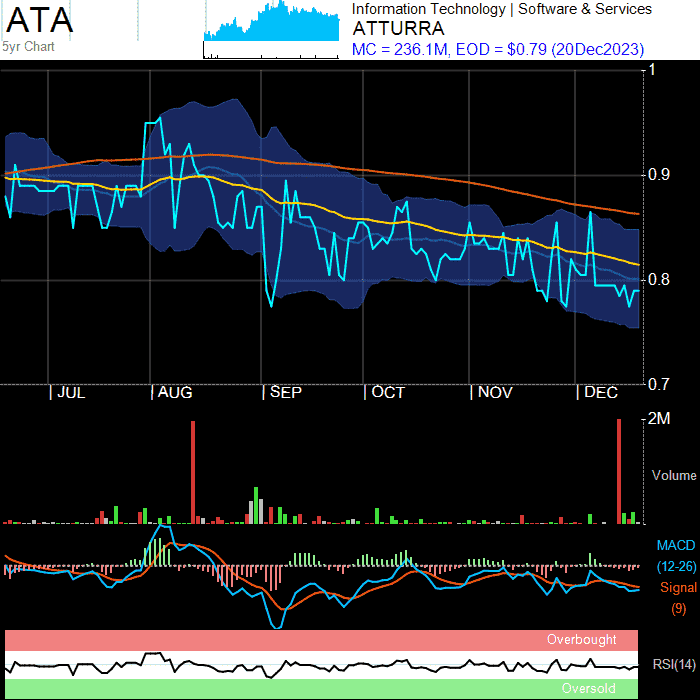 ATA
5yr Chart
Information Technology | Software & Services
ATTURRA
MC = 236.1M, EOD = $0.79 (20Dec2023)
1
0.9
0.8
0.7
| JUL | AUG | SEP | OCT | NOV | DEC
2M
Volume
MACD
(12-26)
Signal
(9)
Overbought
RSI(14)
Oversold